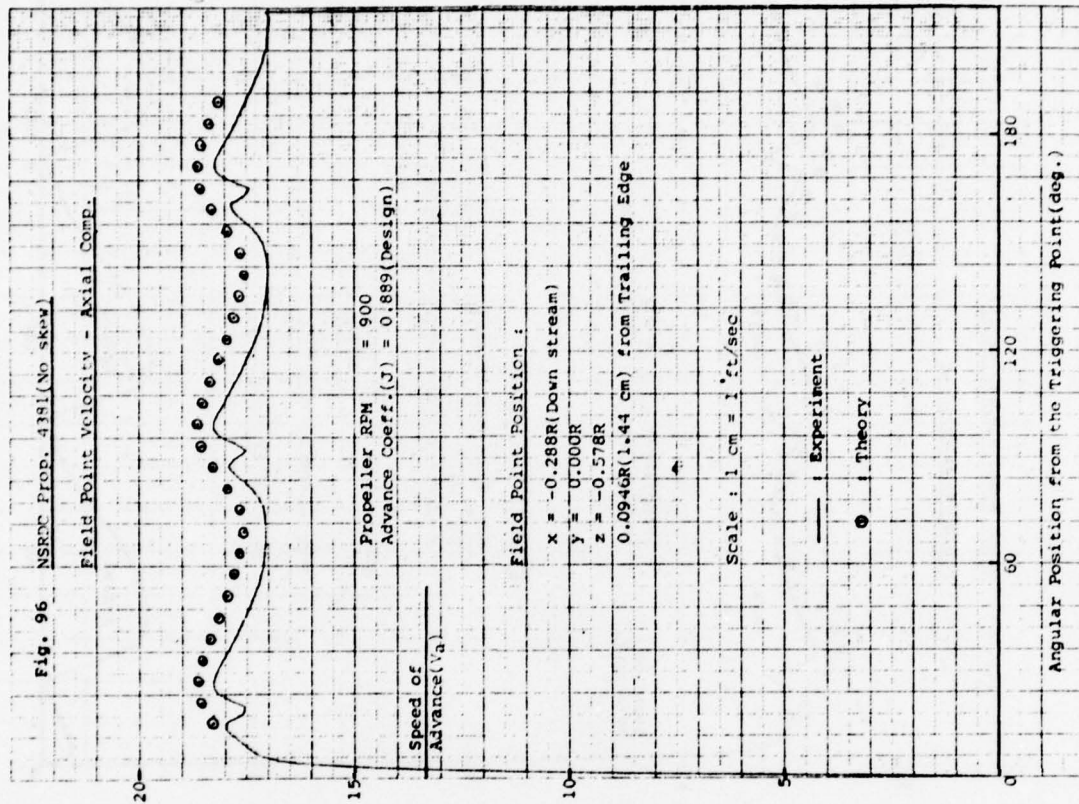 Fig. 96 NSRDC Prop. 4381(No skew)
Field Point Velocity - Axial Comp.
Propeller RPM = 900
Advance Coeff.(J) = 0.889(Design)
Speed of
Advance(Va)
Field Point Position :
x = -0.288R(Down stream)
y = 0.000R
z = -0.578R
0.0946R(1.44 cm) from Trailing Edge
Scale : 1 cm = 1 ft/sec
: Experiment
: Theory
20
15
10
5
0
0
60
120
180
Angular Position from the Triggering Point(deg.)